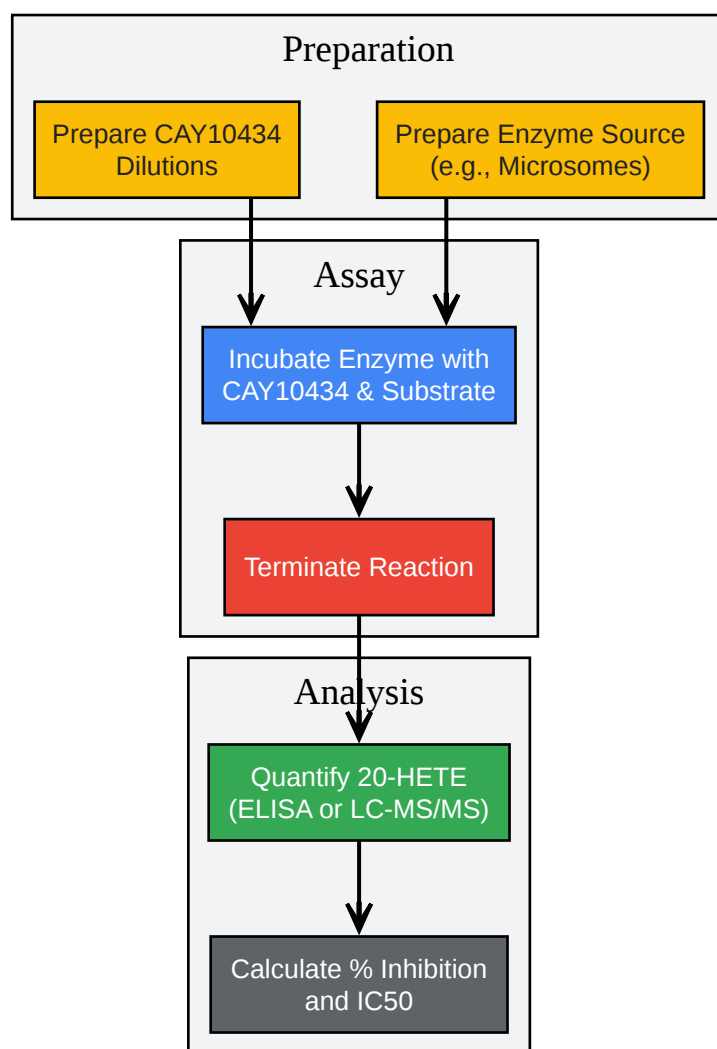 Preparation
Prepare CAY10434
Dilutions
Prepare Enzyme Source
(e.g., Microsomes)
Assay
Incubate Enzyme with
CAY10434 & Substrate
Terminate Reaction
Analysis
Quantify 20-HETE
(ELISA or LC-MS/MS)
Calculate % Inhibition
and IC50